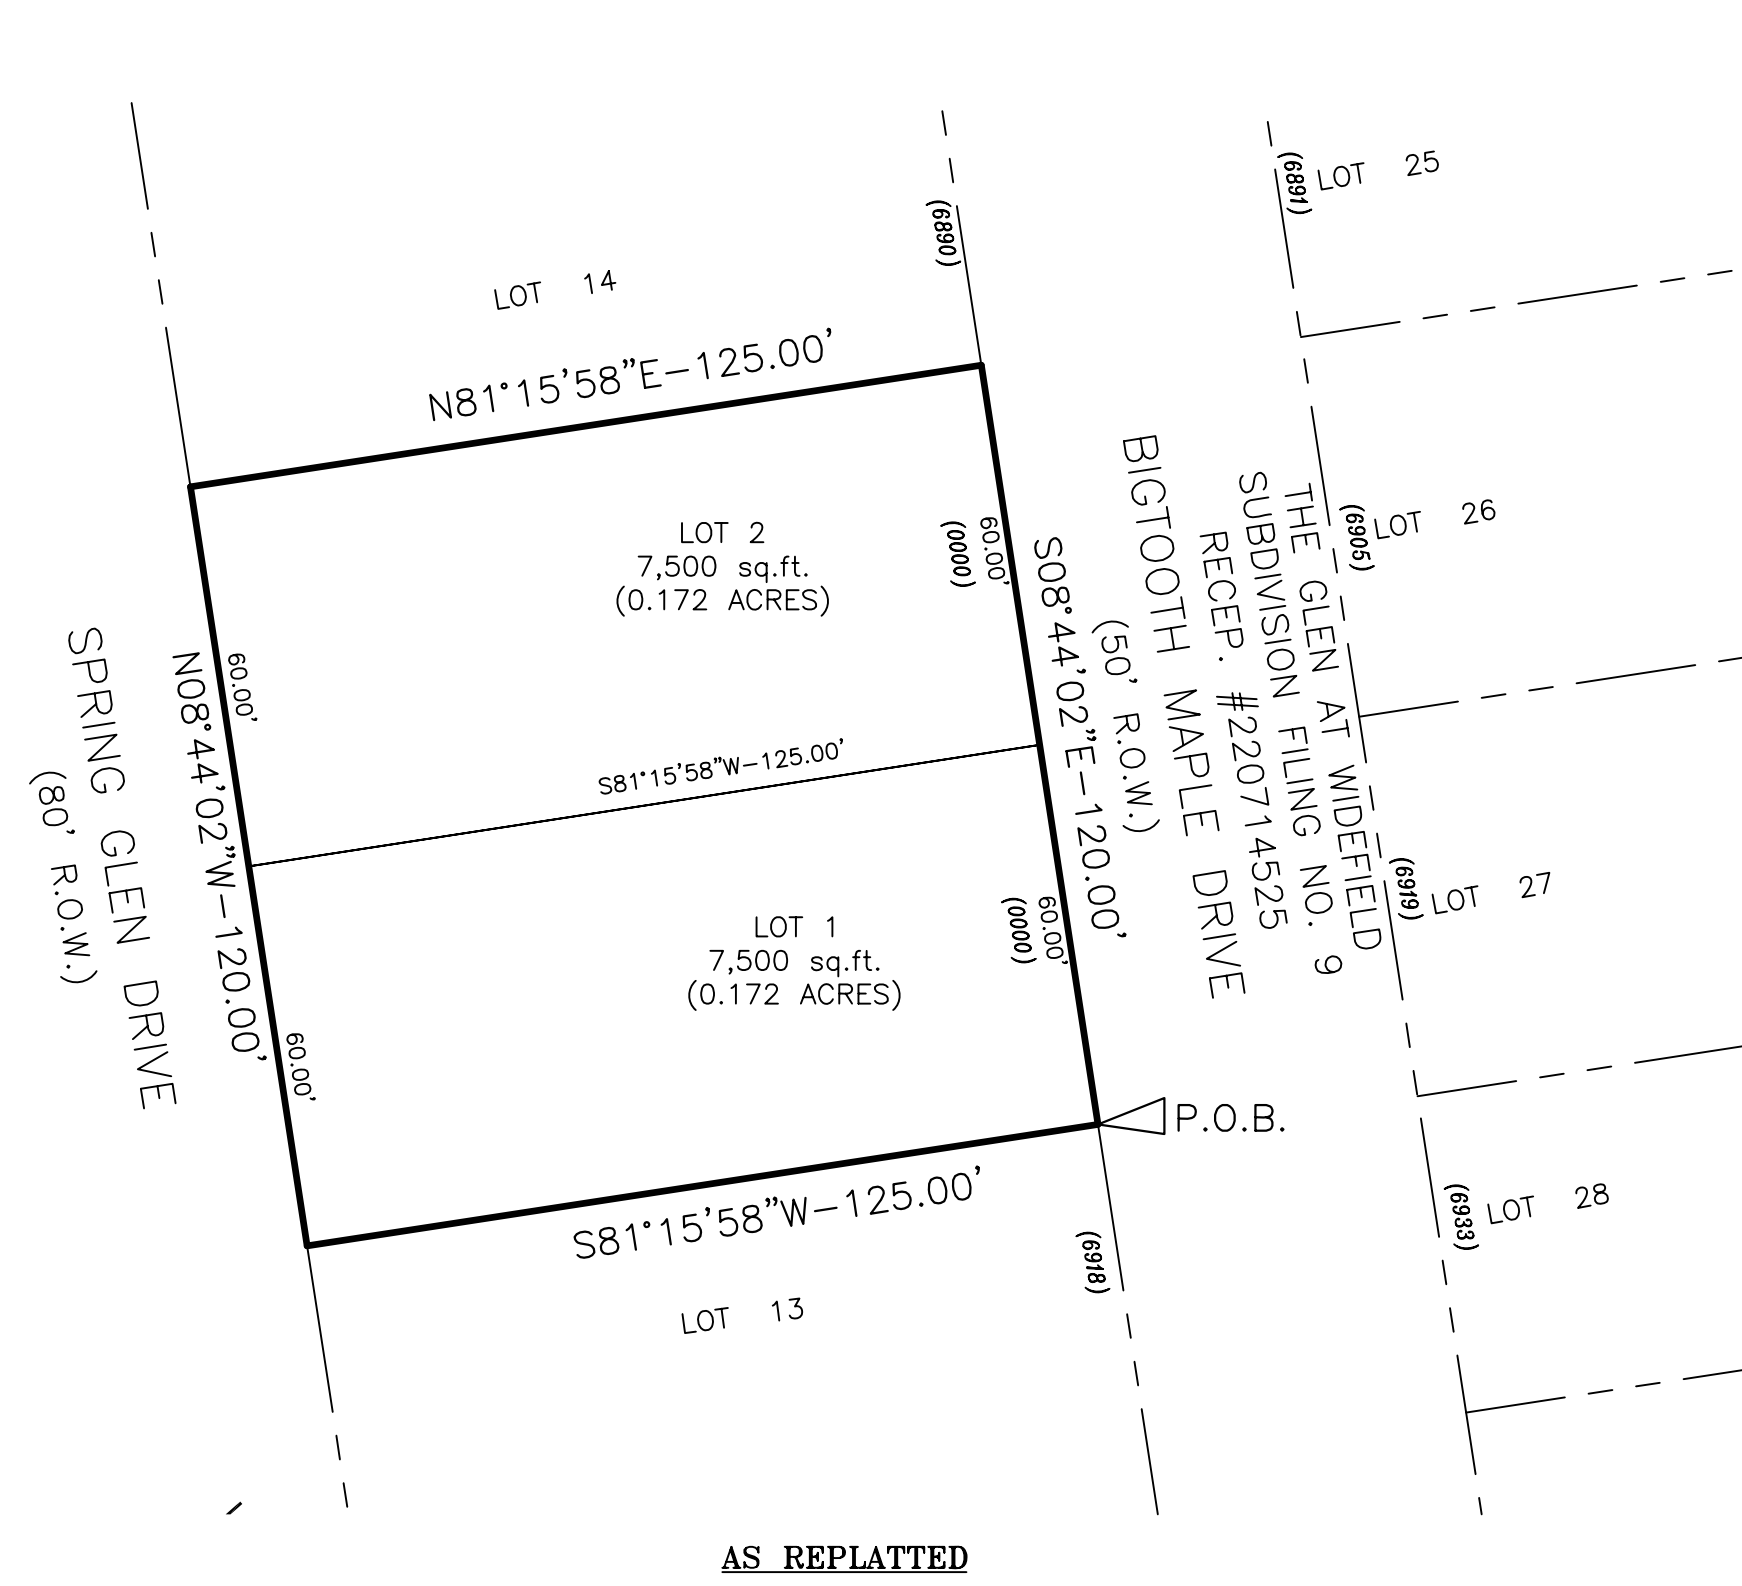 (6891)
LOT 25
(6890)
LOT 14
N81°15'58"E-125.00'
LOT 2
7,500 sq.ft.
(0.172 ACRES)
60.00'
(0000)
S08°44'02"E-120.00'
BIGTOOTH MAPLE DRIVE
(50' R.O.W.)
THE GLEN AT WIDEFIELD
SUBDIVISION FILING NO. 9
RECEP. #220714525
(6905)
LOT 26
SPRING GLEN DRIVE
(80' R.O.W.)
N08°44'02"W-120.00'
60.00'
S81°15'58"W-125.00'
LOT 1
7,500 sq.ft.
(0.172 ACRES)
60.00'
(0000)
(6919)
LOT 27
60.00'
P.O.B.
S81°15'58"W-125.00'
(6918)
(6933)
LOT 28
LOT 13
AS REPLATTED